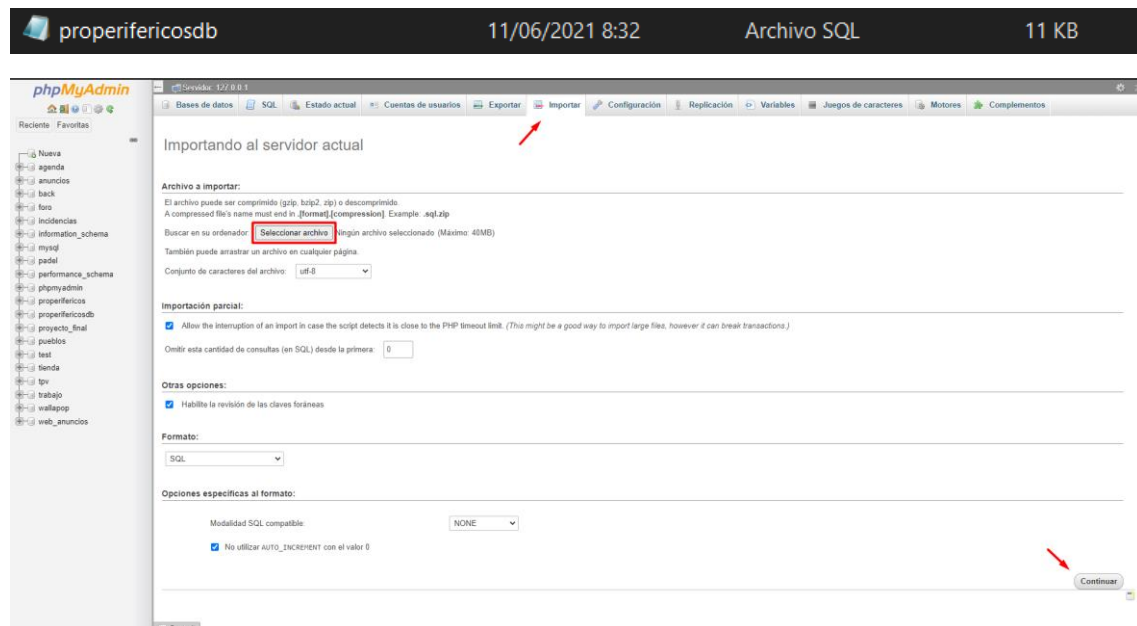 properifericosdb 11/06/2021 8:32 Archivo SQL 11 KB
phpMyAdmin
Reciente Favoritas
Nueva
agenda
anuncios
back
foro
incidencias
information_schema
mysql
padel
performance_schema
phpmyadmin
properifericos
properifericosdb
proyecto_final
pueblos
test
tienda
tpv
trabajo
wallapop
web_anuncios
Servidor: 127.0.0.1
Bases de datos SQL Estado actual Cuentas de usuarios Exportar Importar Configuración Replicación Variables Juegos de caracteres Motores Complementos
Importando al servidor actual
Archivo a importar:
El archivo puede ser comprimido (gzip, bzip2, zip) o descomprimido.
A compressed file's name must end in .[format].[compression]. Example: .sql.zip
Buscar en su ordenador: Seleccionar archivo Ningún archivo seleccionado (Máximo: 40MB)
También puede arrastrar un archivo en cualquier página.
Conjunto de caracteres del archivo: utf-8
Importación parcial:
Allow the interruption of an import in case the script detects it is close to the PHP timeout limit. (This might be a good way to import large files, however it can break transactions.)
Omitir esta cantidad de consultas (en SQL) desde la primera: 0
Otras opciones:
Habilite la revisión de las claves foráneas
Formato:
SQL
Opciones específicas al formato:
Modalidad SQL compatible: NONE
No utilizar AUTO_INCREMENT con el valor 0
Continuar